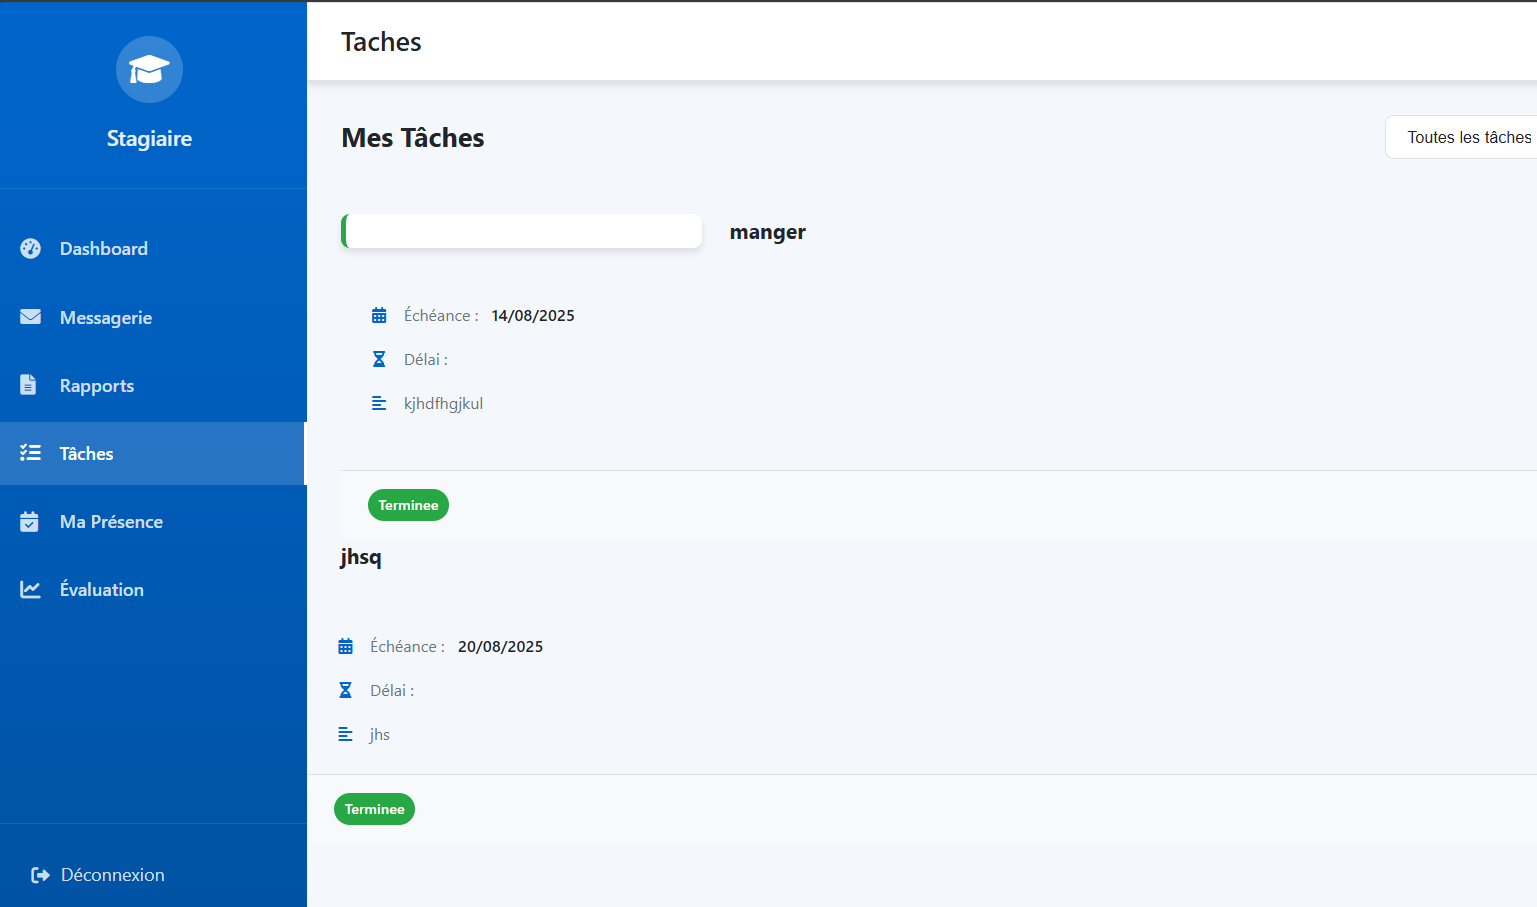 Stagiaire
Dashboard
Messagerie
Rapports
Tâches
Ma Présence
Évaluation
Déconnexion
Taches
Mes Tâches
Toutes les tâches
manger
Échéance : 14/08/2025
Délai :
kjhdfhgjkul
Terminee
jhsq
Échéance : 20/08/2025
Délai :
jhs
Terminee